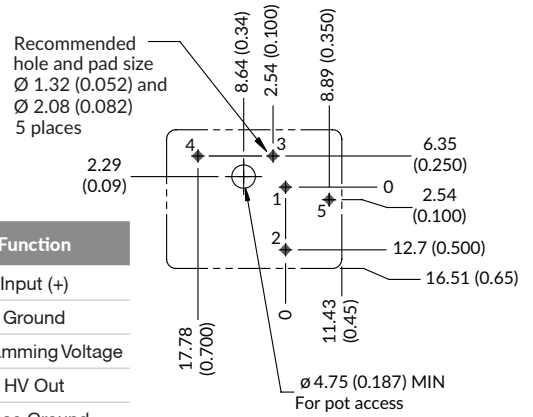 Recommended
hole and pad size
Ø 1.32 (0.052) and
Ø 2.08 (0.082)
5 places
8.64 (0.34)
2.54 (0.100)
8.89 (0.350)
4
3
6.35
(0.250)
2.29
(0.09)
1
0
5
2.54
(0.100)
2
12.7 (0.500)
16.51 (0.65)
17.78
(0.700)
0
11.43
(0.45)
ø 4.75 (0.187) MIN
For pot access
Function
Input (+)
Ground
mming Voltage
HV Out